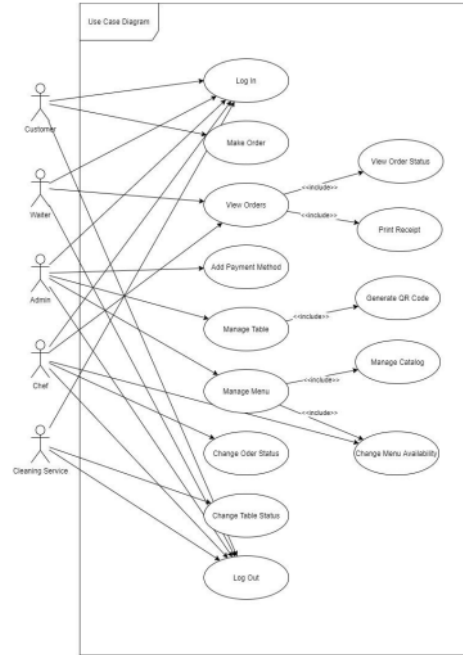 Use Case Diagram
Log In
Customer
Make Order
View Order Status
<<include>>
Waiter
View Orders
<<include>>
Print Receipt
Admin
Add Payment Method
Generate QR Code
<<include>>
Manage Table
Chef
Manage Catalog
<<include>>
Manage Menu
<<include>>
Cleaning Service
Change Oder Status
Change Menu Availability
Change Table Status
Log Out